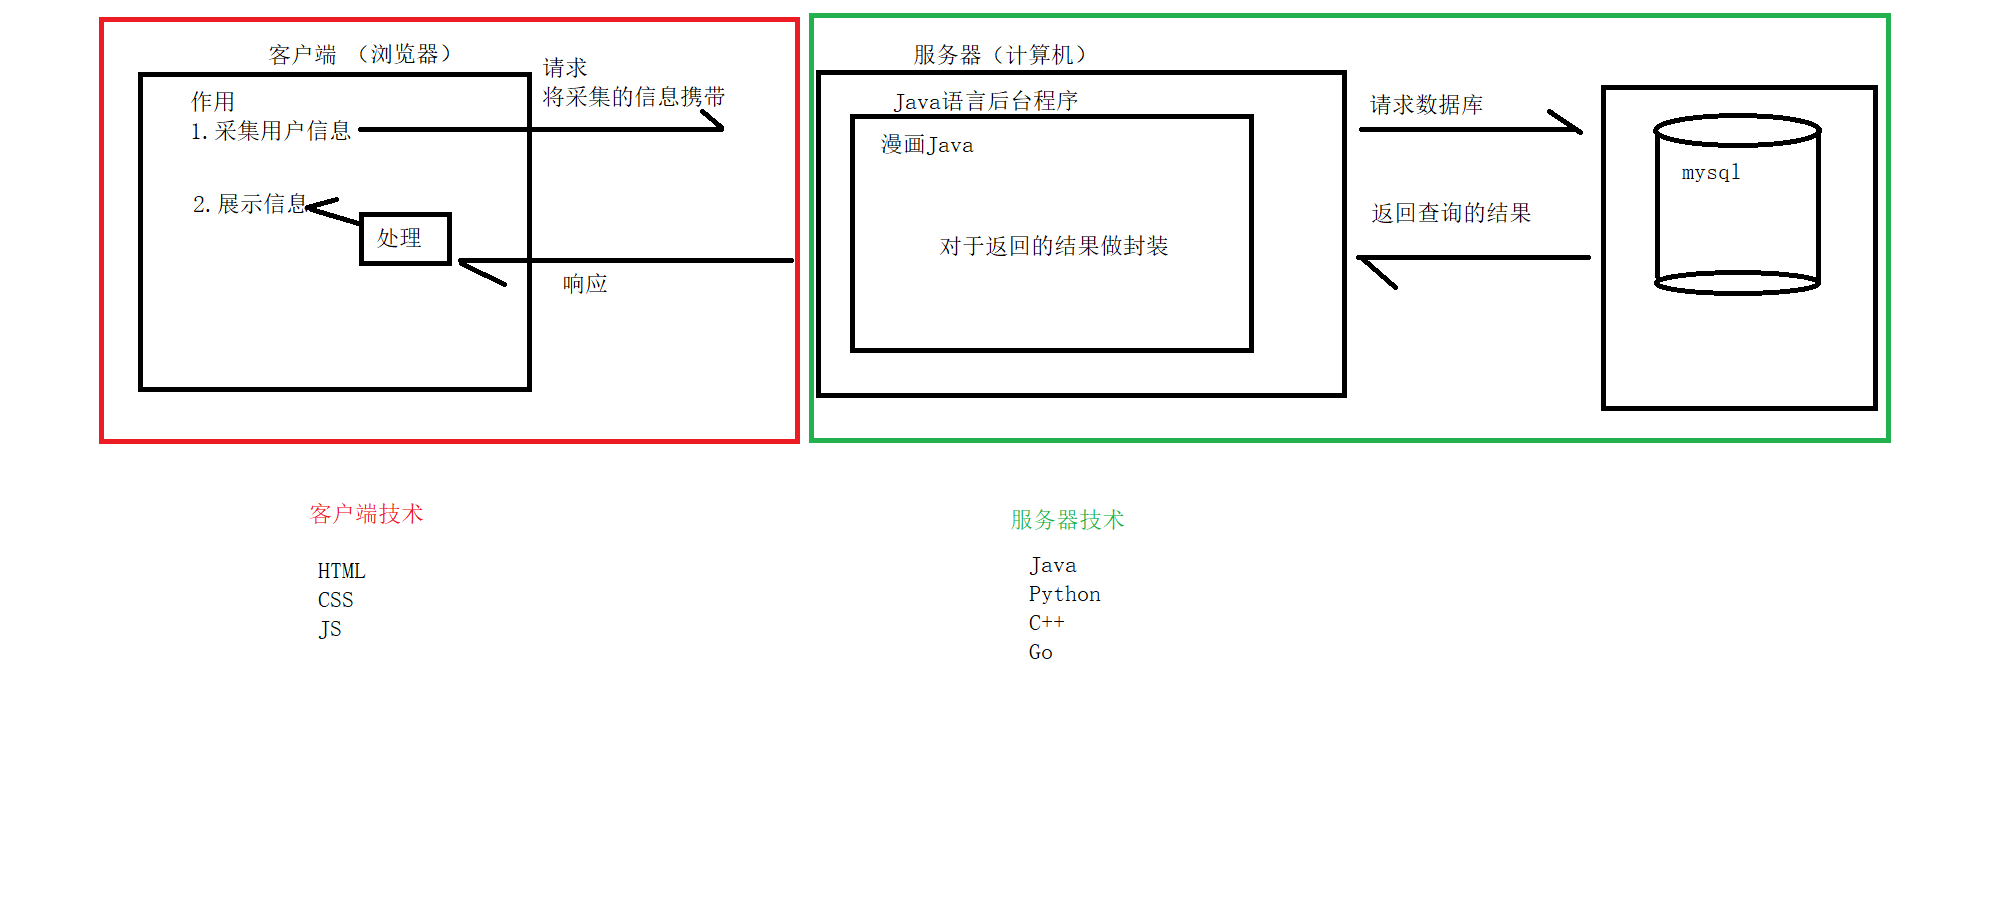 客户端 （浏览器）
作用
1.采集用户信息
2.展示信息
处理
请求
将采集的信息携带
响应
服务器（计算机）
Java语言后台程序
漫画Java
对于返回的结果做封装
请求数据库
返回查询的结果
mysql
客户端技术
HTML
CSS
JS
服务器技术
Java
Python
C++
Go